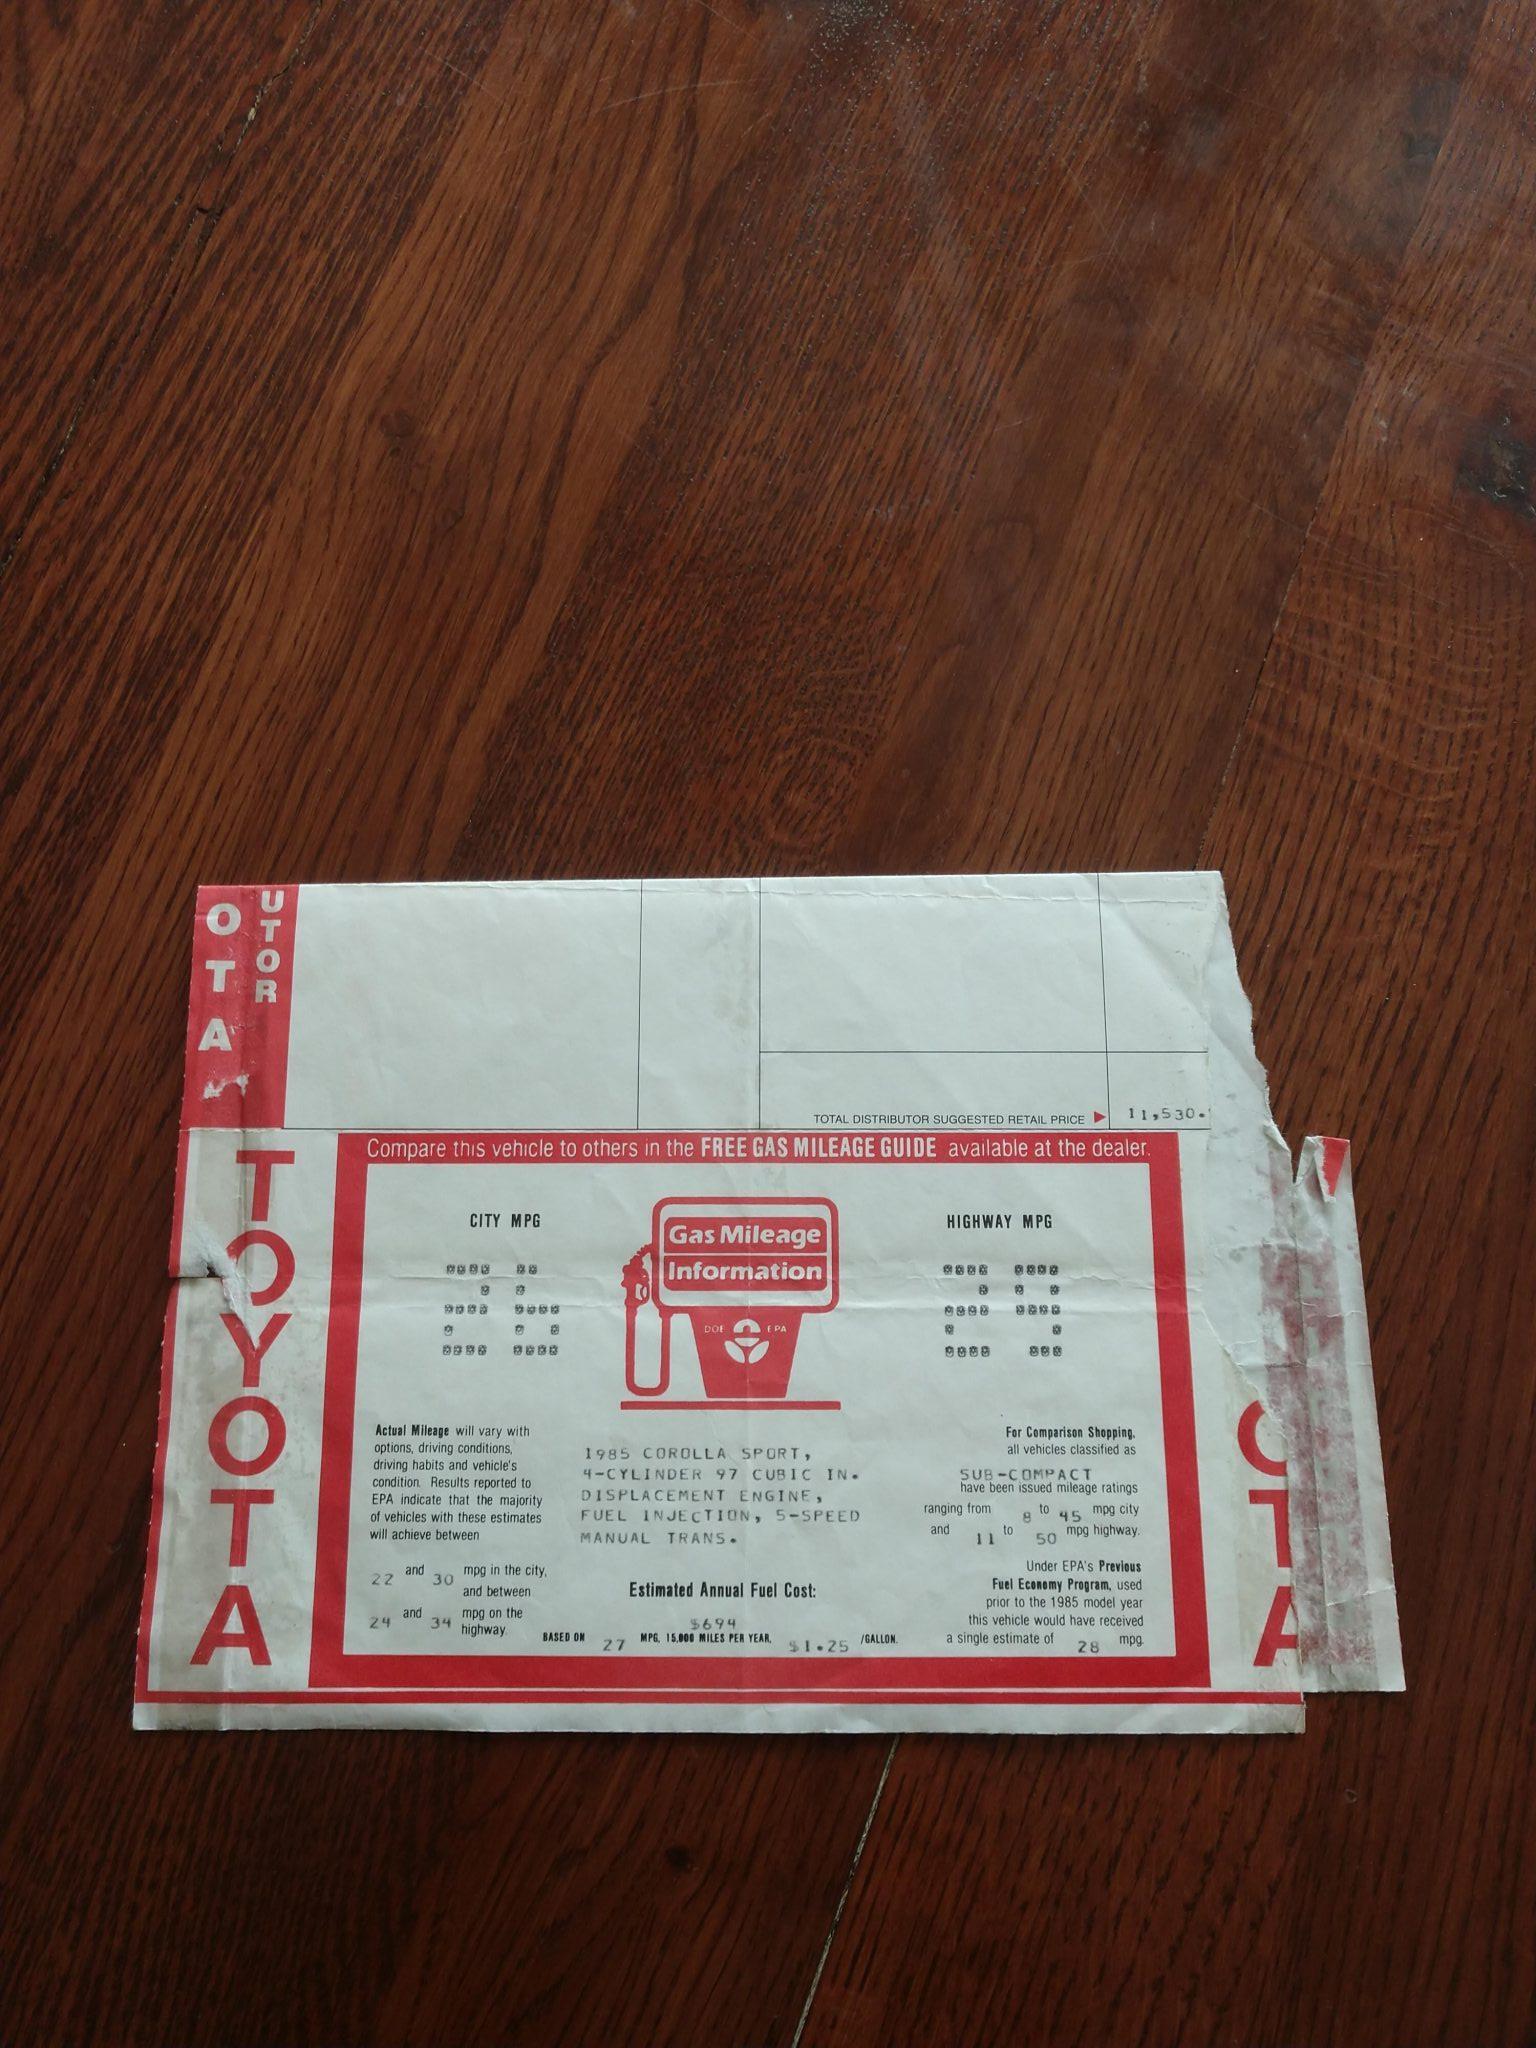 OTA
UTOR
TOTAL DISTRIBUTOR SUGGESTED RETAIL PRICE 11,530.
TOYOTA
Compare this vehicle to others in the FREE GAS MILEAGE GUIDE available at the dealer.
CITY MPG
26
Gas Mileage
Information
DOE EPA
HIGHWAY MPG
29
Actual Mileage will vary with
options, driving conditions,
driving habits and vehicle's
condition. Results reported to
EPA indicate that the majority
of vehicles with these estimates
will achieve between
22 and 30 mpg in the city,
and between
24 and 34 mpg on the
highway.
1985 COROLLA SPORT,
4-CYLINDER 97 CUBIC IN.
DISPLACEMENT ENGINE,
FUEL INJECTION, 5-SPEED
MANUAL TRANS.
Estimated Annual Fuel Cost:
$694
BASED ON 27 MPG, 15,000 MILES PER YEAR, $1.25 /GALLON.
For Comparison Shopping,
all vehicles classified as
SUB-COMPACT
have been issued mileage ratings
ranging from 8 to 45 mpg city
and 11 to 50 mpg highway.
Under EPA's Previous
Fuel Economy Program, used
prior to the 1985 model year
this vehicle would have received
a single estimate of 28 mpg.
OTA